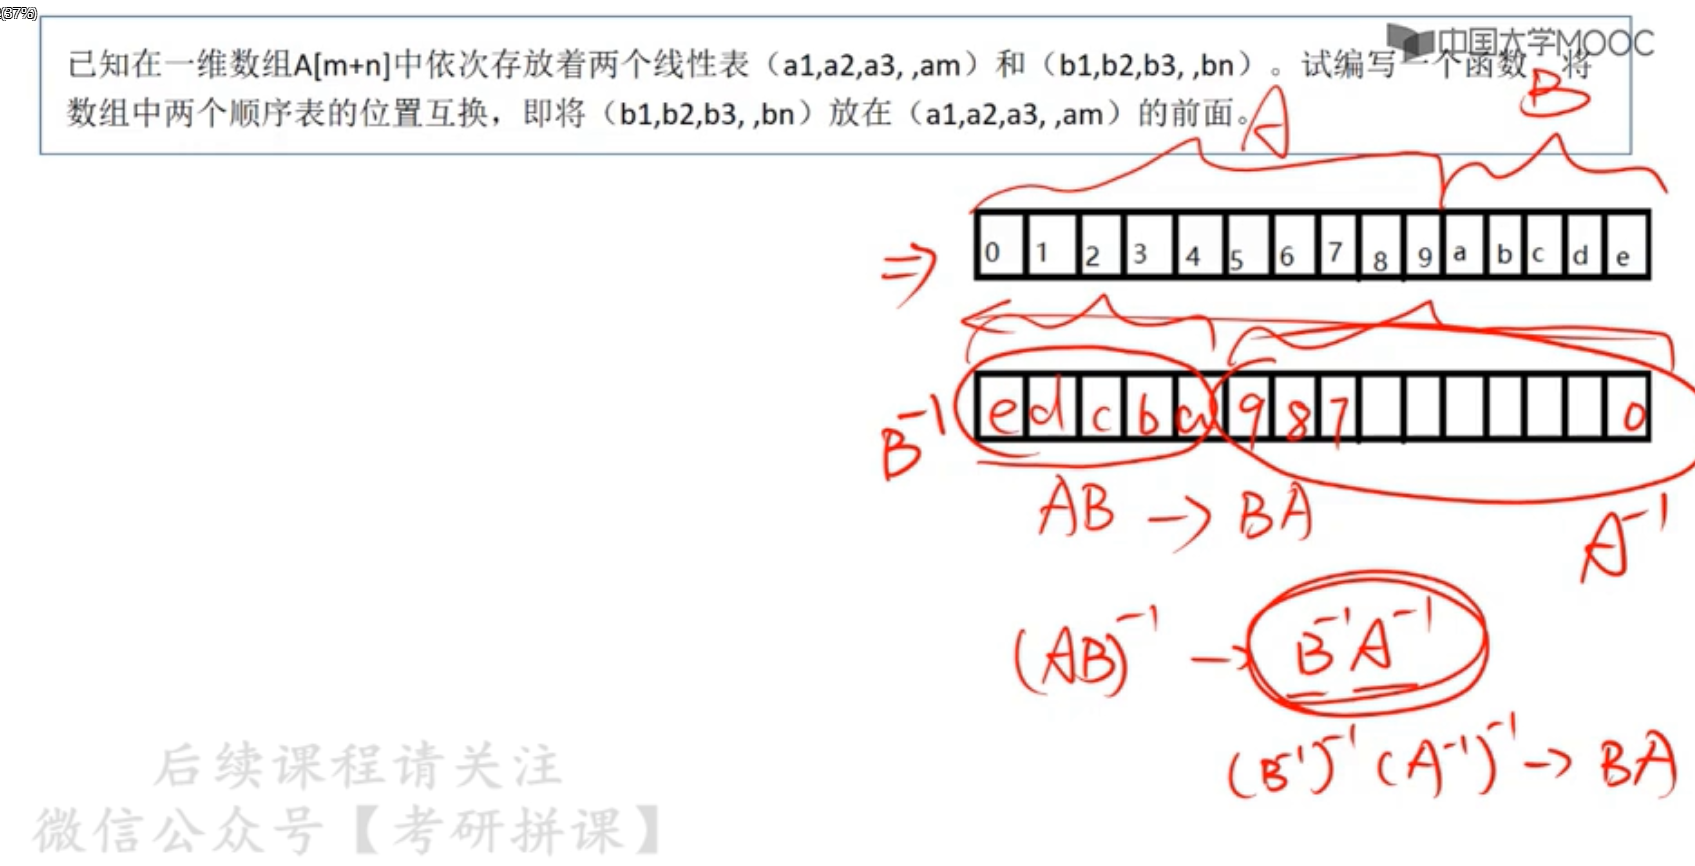 (37%)
中国大学MOOC
已知在一维数组A[m+n]中依次存放着两个线性表（a1,a2,a3, ,am）和（b1,b2,b3, ,bn）。试编写一个函数，将
数组中两个顺序表的位置互换，即将（b1,b2,b3, ,bn）放在（a1,a2,a3, ,am）的前面。
A B
⇒ 0 1 2 3 4 5 6 7 8 9 a b c d e
B⁻¹ e d c b a 9 8 7 0
AB → BA
A⁻¹
(AB)⁻¹ → B⁻¹A⁻¹
(B⁻¹)⁻¹ (A⁻¹)⁻¹ → BA
后续课程请关注
微信公众号【考研拼课】